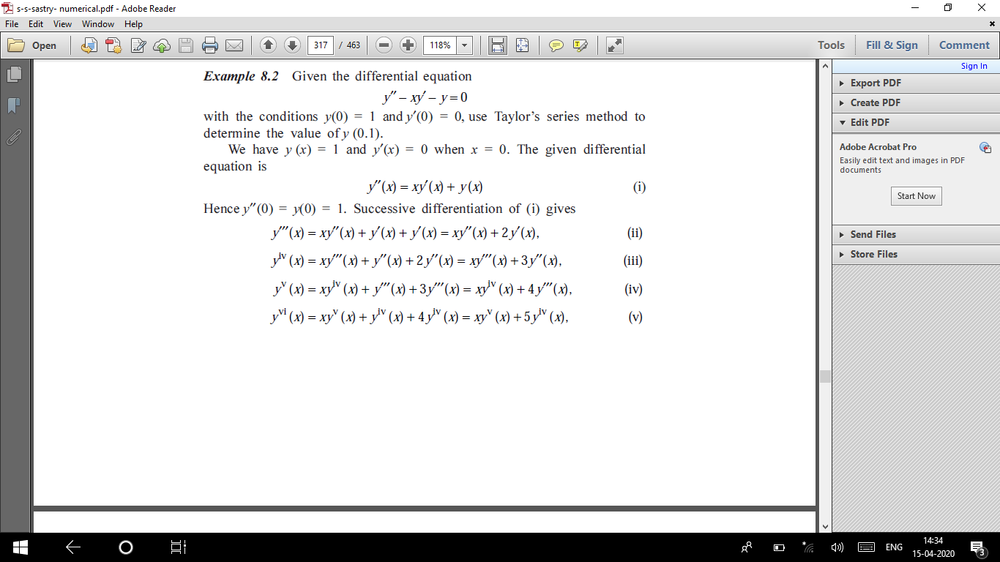 s-s-sastry- numerical.pdf - Adobe Reader
File Edit View Window Help
Open 317 / 463 118% Tools Fill & Sign Comment
Sign In
Example 8.2 Given the differential equation
y″ – xy′ – y = 0
with the conditions y(0) = 1 and y′(0) = 0, use Taylor's series method to
determine the value of y (0.1).
We have y (x) = 1 and y′(x) = 0 when x = 0. The given differential
equation is
y″(x) = xy′(x) + y(x) (i)
Hence y″(0) = y(0) = 1. Successive differentiation of (i) gives
y‴(x) = xy″(x) + y′(x) + y′(x) = xy″(x) + 2y′(x), (ii)
y^iv (x) = xy‴(x) + y″(x) + 2y″(x) = xy‴(x) + 3y″(x), (iii)
y^v (x) = xy^iv (x) + y‴(x) + 3y‴(x) = xy^iv (x) + 4y‴(x), (iv)
y^vi (x) = xy^v (x) + y^iv (x) + 4y^iv (x) = xy^v (x) + 5y^iv (x), (v)
Export PDF
Create PDF
Edit PDF
Adobe Acrobat Pro
Easily edit text and images in PDF
documents
Start Now
Send Files
Store Files
ENG
14:34
15-04-2020
3